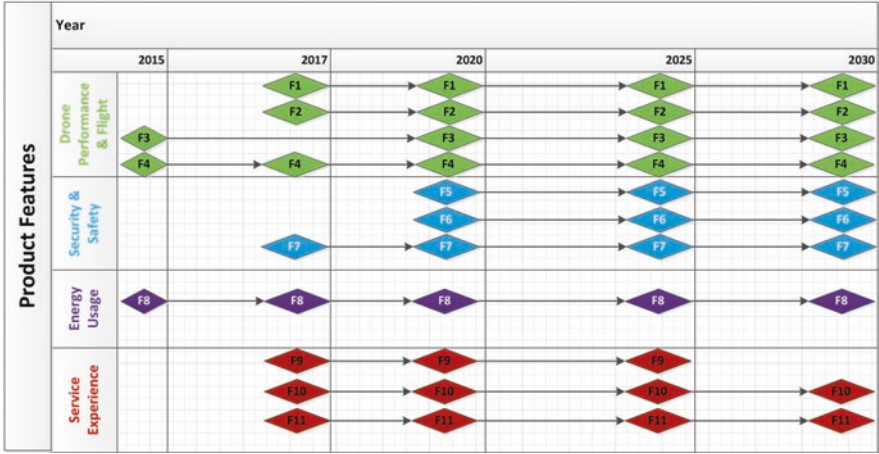 Year
2015 2017 2020 2025 2030
Product Features
Drone
Performance
& Flight
F1 F1 F1 F1
F2 F2 F2 F2
F3 F3 F3 F3
F4 F4 F4 F4 F4
Security &
Safety
F5 F5 F5
F6 F6 F6
F7 F7 F7 F7
Energy
Usage
F8 F8 F8 F8 F8
Service
Experience
F9 F9 F9
F10 F10 F10 F10
F11 F11 F11 F11